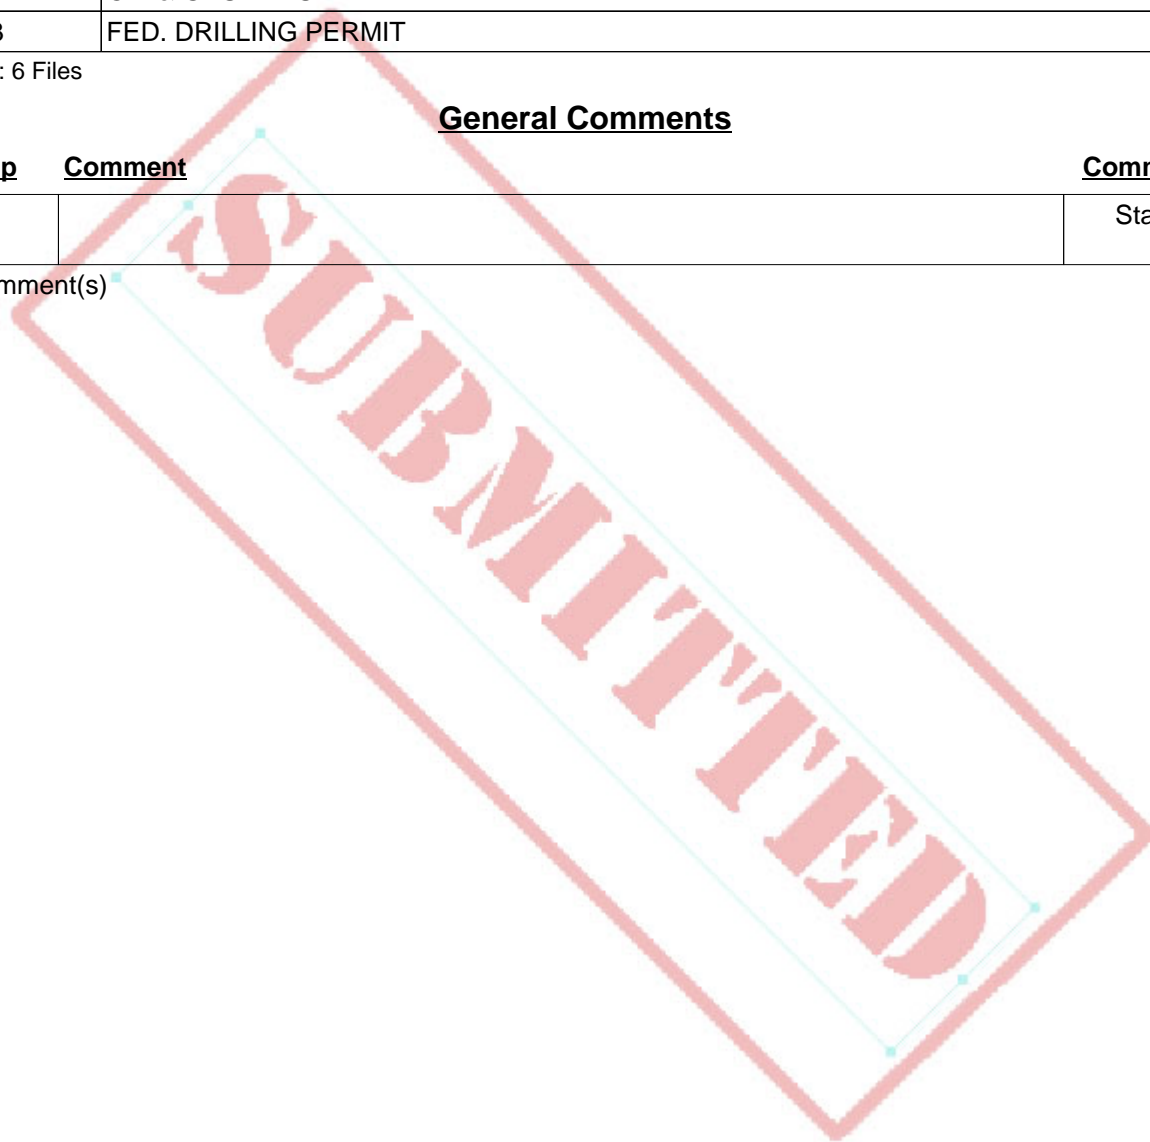 FED. DRILLING PERMIT
: 6 Files
General Comments
Comment
mment(s)
SUBMITTED